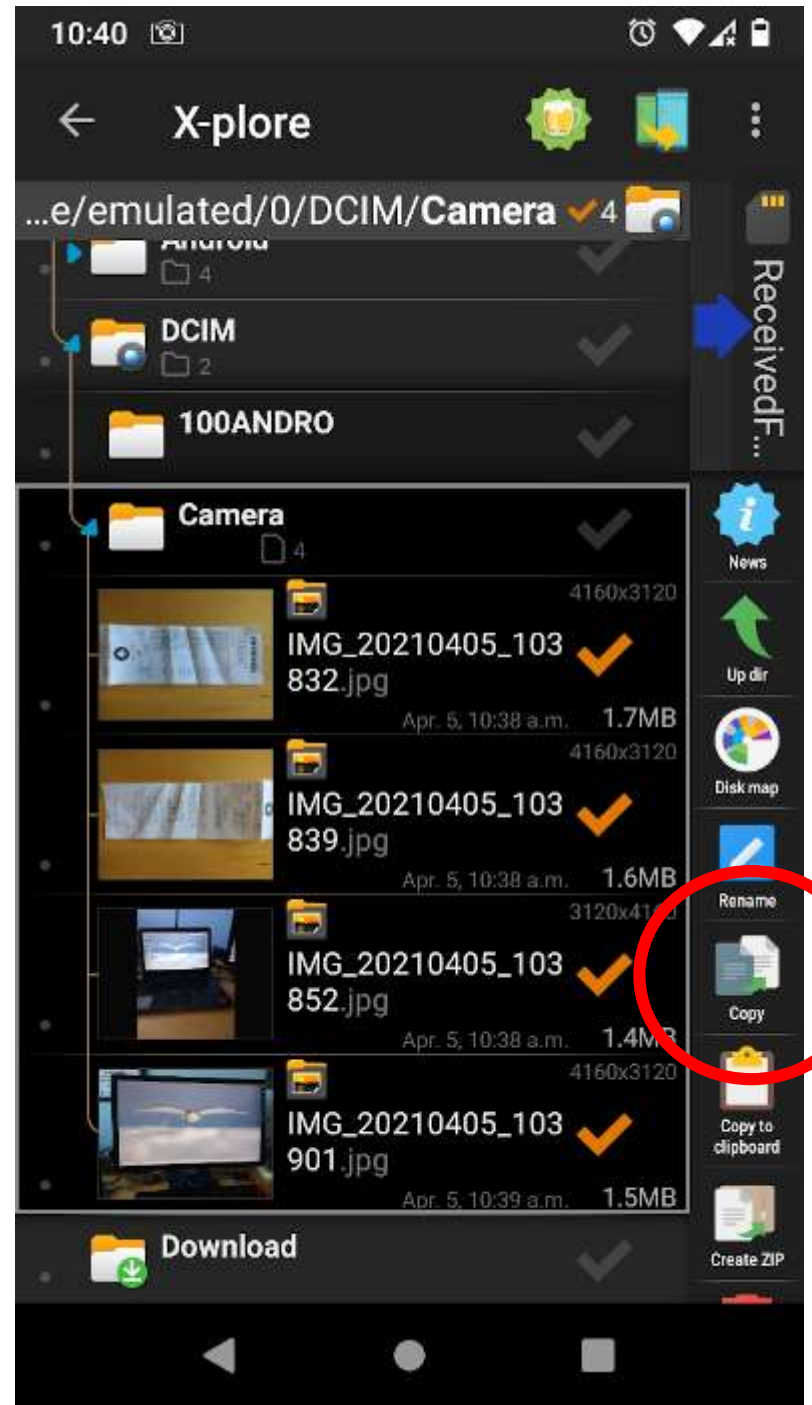 10:40
X-plore
...e/emulated/0/DCIM/Camera 4
Android
4
DCIM
2
100ANDRO
Camera
4
4160x3120
IMG_20210405_103
832.jpg
Apr. 5, 10:38 a.m. 1.7MB
4160x3120
IMG_20210405_103
839.jpg
Apr. 5, 10:38 a.m. 1.6MB
3120x4160
IMG_20210405_103
852.jpg
Apr. 5, 10:38 a.m. 1.4MB
4160x3120
IMG_20210405_103
901.jpg
Apr. 5, 10:39 a.m. 1.5MB
Download
ReceivedF...
News
Up dir
Disk map
Rename
Copy
Copy to
clipboard
Create ZIP